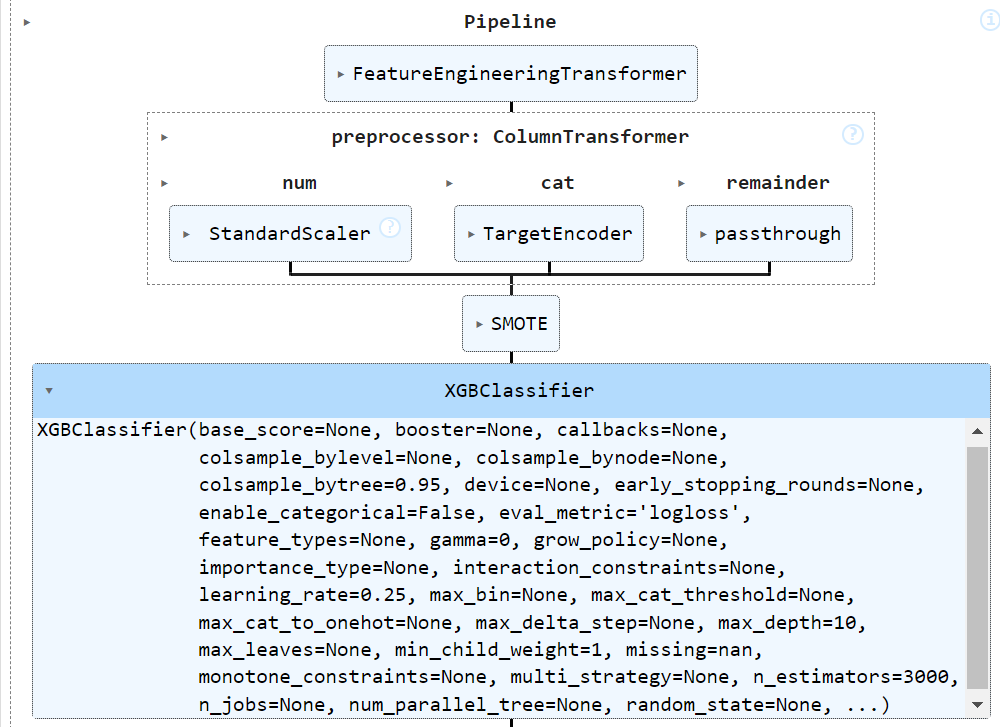 Pipeline
i
FeatureEngineeringTransformer
preprocessor: ColumnTransformer
?
num
cat
remainder
StandardScaler
?
TargetEncoder
passthrough
SMOTE
XGBClassifier
XGBClassifier(base_score=None, booster=None, callbacks=None,
colsample_bylevel=None, colsample_bynode=None,
colsample_bytree=0.95, device=None, early_stopping_rounds=None,
enable_categorical=False, eval_metric='logloss',
feature_types=None, gamma=0, grow_policy=None,
importance_type=None, interaction_constraints=None,
learning_rate=0.25, max_bin=None, max_cat_threshold=None,
max_cat_to_onehot=None, max_delta_step=None, max_depth=10,
max_leaves=None, min_child_weight=1, missing=nan,
monotone_constraints=None, multi_strategy=None, n_estimators=3000,
n_jobs=None, num_parallel_tree=None, random_state=None, ...)